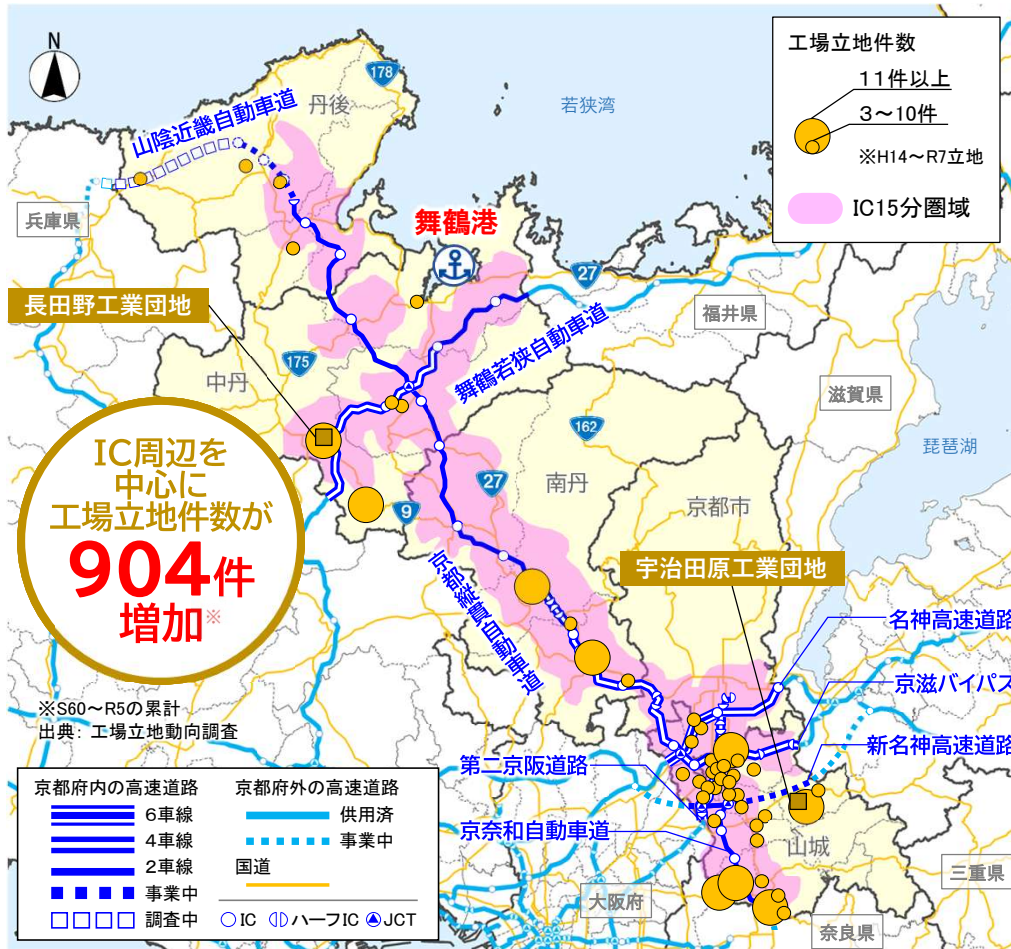 N
178
丹後
若狭湾
山陰近畿自動車道
兵庫県
舞鶴港
27
長田野工業団地
福井県
175
舞鶴若狭自動車道
中丹
滋賀県
162
琵琶湖
27
南丹
京都市
9
IC周辺を
中心に
工場立地件数が
904件
増加※
京都縦貫自動車道
宇治田原工業団地
名神高速道路
京滋バイパス
新名神高速道路
第二京阪道路
京奈和自動車道
山城
三重県
大阪府
奈良県
※S60～R5の累計
出典: 工場立地動向調査
工場立地件数
11件以上
3～10件
※H14～R7立地
IC15分圏域
京都府内の高速道路
6車線
4車線
2車線
事業中
調査中
京都府外の高速道路
供用済
事業中
国道
IC ハーフIC JCT